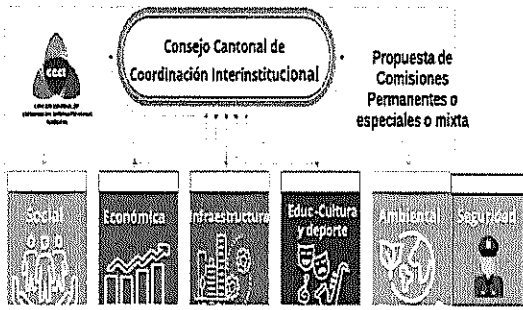 Consejo Cantonal de
Coordinación Interinstitucional
Propuesta de
Comisiones
Permanentes o
especiales o mixta
ccci
Social
Económica
Infraestructura
Educ-Cultura
y deporte
Ambiental
Seguridad